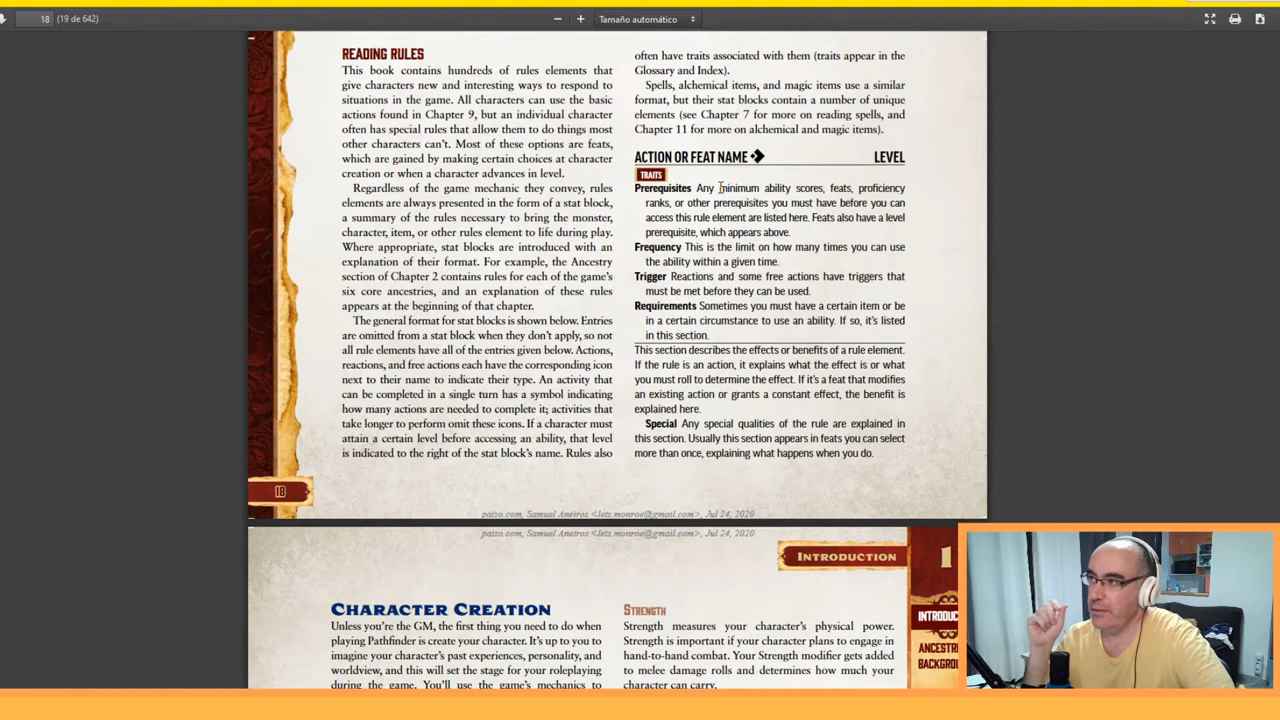 18
(19 de 642)
Tamaño automático
READING RULES
This book contains hundreds of rules elements that
give characters new and interesting ways to respond to
situations in the game. All characters can use the basic
actions found in Chapter 9, but an individual character
often has special rules that allow them to do things most
other characters can't. Most of these options are feats,
which are gained by making certain choices at character
creation or when a character advances in level.
Regardless of the game mechanic they convey, rules
elements are always presented in the form of a stat block,
a summary of the rules necessary to bring the monster,
character, item, or other rules element to life during play.
Where appropriate, stat blocks are introduced with an
explanation of their format. For example, the Ancestry
section of Chapter 2 contains rules for each of the game's
six core ancestries, and an explanation of these rules
appears at the beginning of that chapter.
The general format for stat blocks is shown below. Entries
are omitted from a stat block when they don't apply, so not
all rule elements have all of the entries given below. Actions,
reactions, and free actions each have the corresponding icon
next to their name to indicate their type. An activity that
can be completed in a single turn has a symbol indicating
how many actions are needed to complete it; activities that
take longer to perform omit these icons. If a character must
attain a certain level before accessing an ability, that level
is indicated to the right of the stat block's name. Rules also
often have traits associated with them (traits appear in the
Glossary and Index).
Spells, alchemical items, and magic items use a similar
format, but their stat blocks contain a number of unique
elements (see Chapter 7 for more on reading spells, and
Chapter 11 for more on alchemical and magic items).
ACTION OR FEAT NAME LEVEL
TRAITS
Prerequisites Any minimum ability scores, feats, proficiency
ranks, or other prerequisites you must have before you can
access this rule element are listed here. Feats also have a level
prerequisite, which appears above.
Frequency This is the limit on how many times you can use
the ability within a given time.
Trigger Reactions and some free actions have triggers that
must be met before they can be used.
Requirements Sometimes you must have a certain item or be
in a certain circumstance to use an ability. If so, it's listed
in this section.
This section describes the effects or benefits of a rule element.
If the rule is an action, it explains what the effect is or what
you must roll to determine the effect. If it's a feat that modifies
an existing action or grants a constant effect, the benefit is
explained here.
Special Any special qualities of the rule are explained in
this section. Usually this section appears in feats you can select
more than once, explaining what happens when you do.
18
paizo.com, Samuel Aneiros <lets.monroe@gmail.com>, Jul 24, 2020
paizo.com, Samuel Aneiros <lets.monroe@gmail.com>, Jul 24, 2020
INTRODUCTION
1
CHARACTER CREATION
Unless you're the GM, the first thing you need to do when
playing Pathfinder is create your character. It's up to you to
imagine your character's past experiences, personality, and
worldview, and this will set the stage for your roleplaying
during the game. You'll use the game's mechanics to
STRENGTH
Strength measures your character's physical power.
Strength is important if your character plans to engage in
hand-to-hand combat. Your Strength modifier gets added
to melee damage rolls and determines how much your
character can carry.
INTRODUC
ANCESTR
BACKGRO